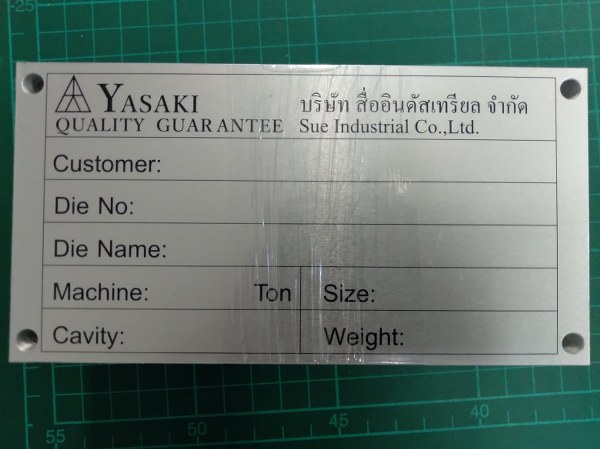 YASAKI บริษัท สื่ออินดัสเทรียล จำกัด
QUALITY GUARANTEE Sue Industrial Co.,Ltd.
Customer:
Die No:
Die Name:
Machine: Ton Size:
Cavity: Weight:
25
55 50 45 40